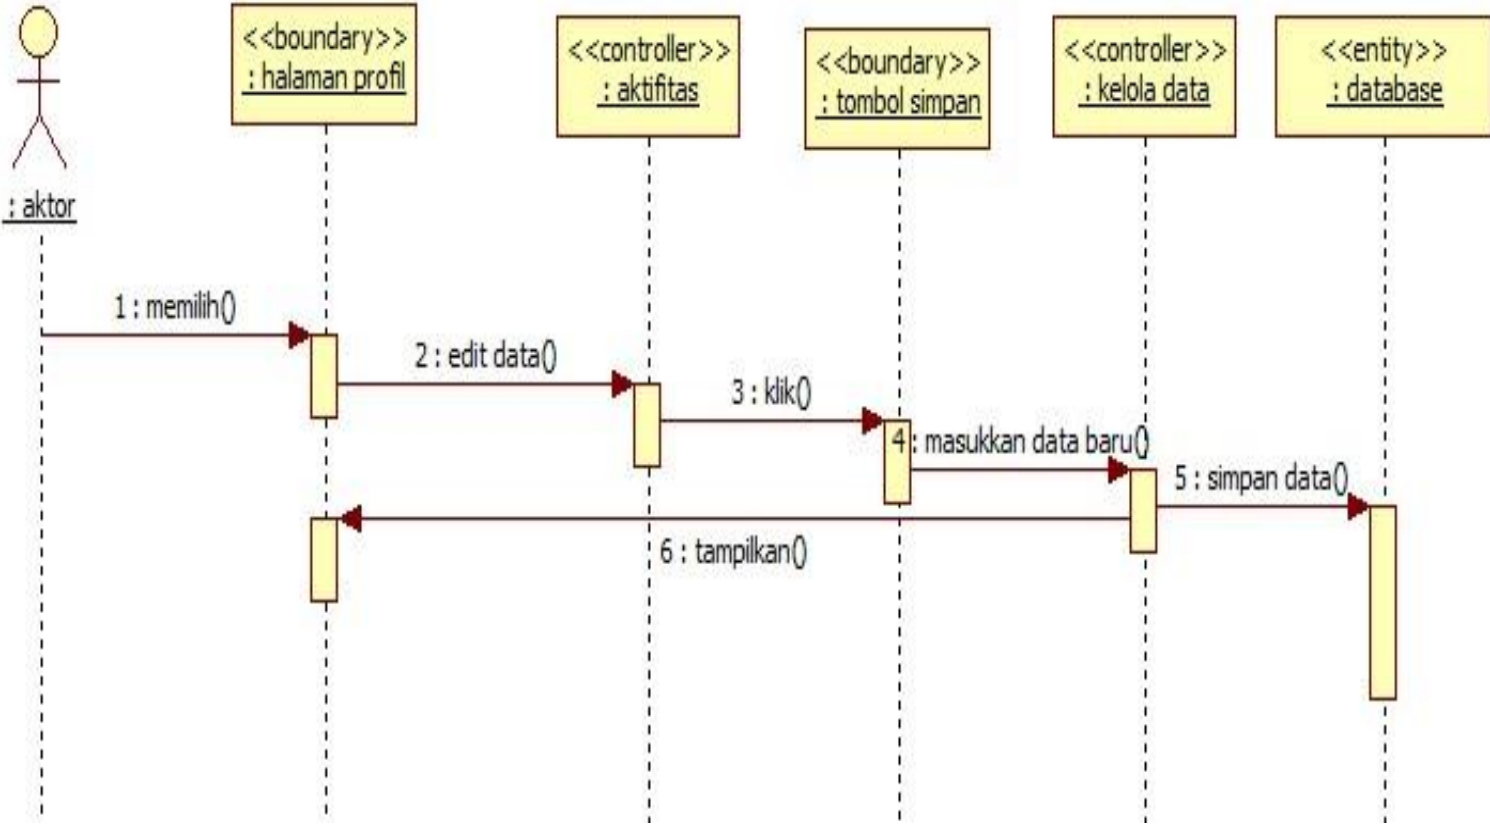 <<boundary>>
: halaman profil
<<controller>>
: aktifitas
<<boundary>>
: tombol simpan
<<controller>>
: kelola data
<<entity>>
: database
: aktor
1 : memilih()
2 : edit data()
3 : klik()
4 : masukkan data baru()
5 : simpan data()
6 : tampilkan()